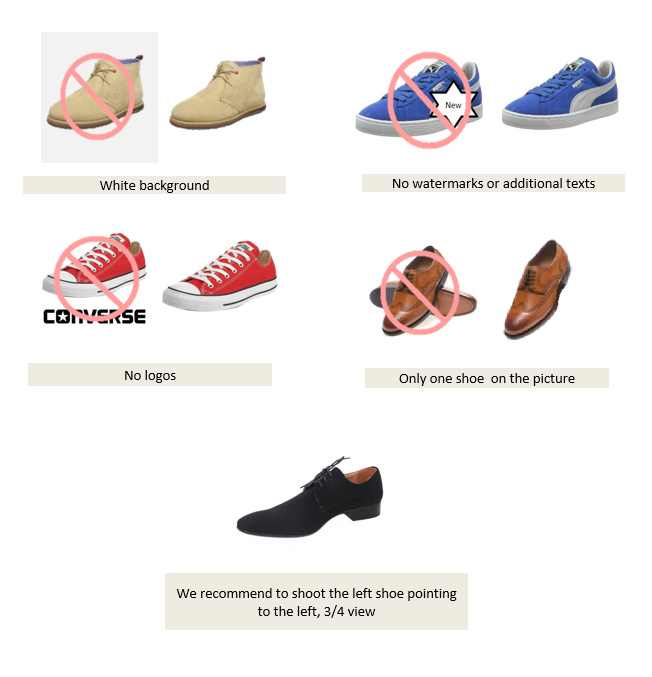 New
White background
No watermarks or additional texts
CONVERSE
No logos
Only one shoe on the picture
We recommend to shoot the left shoe pointing
to the left, 3/4 view